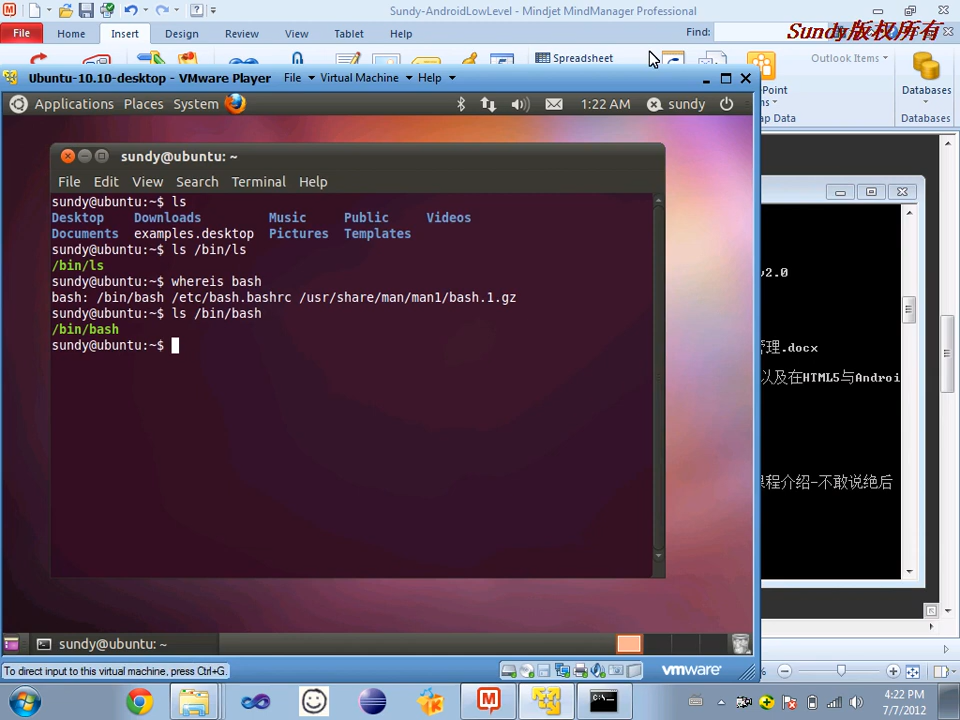 Sundy-AndroidLowLevel - Mindjet MindManager Professional
File Home Insert Design Review View Tablet Help Find:
Sundy版权所有
Spreadsheet
Outlook Items
Databases
Databases
Ubuntu-10.10-desktop - VMware Player File Virtual Machine Help
Applications Places System 1:22 AM sundy
sundy@ubuntu: ~
File Edit View Search Terminal Help
sundy@ubuntu:~$ ls
Desktop Downloads Music Public Videos
Documents examples.desktop Pictures Templates
sundy@ubuntu:~$ ls /bin/ls
/bin/ls
sundy@ubuntu:~$ whereis bash
bash: /bin/bash /etc/bash.bashrc /usr/share/man/man1/bash.1.gz
sundy@ubuntu:~$ ls /bin/bash
/bin/bash
sundy@ubuntu:~$
理.docx
以及在HTML5与Androi
程介绍-不敢说绝后
sundy@ubuntu: ~
To direct input to this virtual machine, press Ctrl+G.
vmware
4:22 PM
7/7/2012